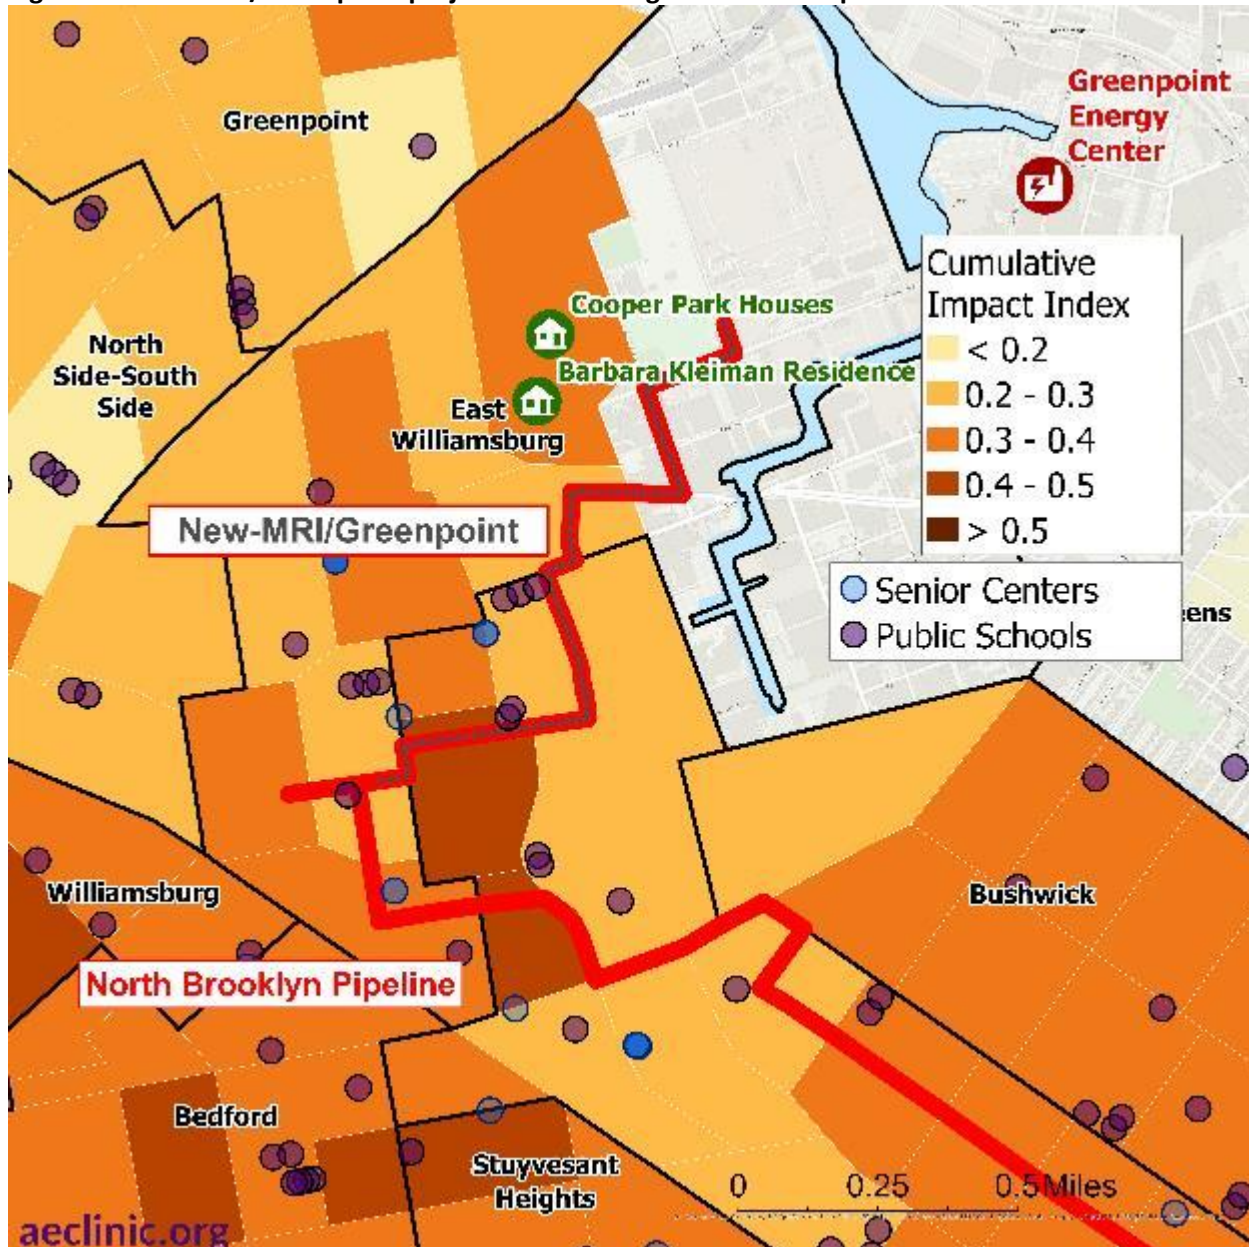 Greenpoint
Energy
Center
Greenpoint
Cumulative
Impact Index
< 0.2
0.2 - 0.3
0.3 - 0.4
0.4 - 0.5
> 0.5
Cooper Park Houses
North
Side-South
Side
Barbara Kleiman Residence
East
Williamsburg
New-MRI/Greenpoint
Senior Centers
Public Schools
eens
Williamsburg
Bushwick
North Brooklyn Pipeline
Bedford
Stuyvesant
Heights
0 0.25 0.5 Miles
aeclinic.org